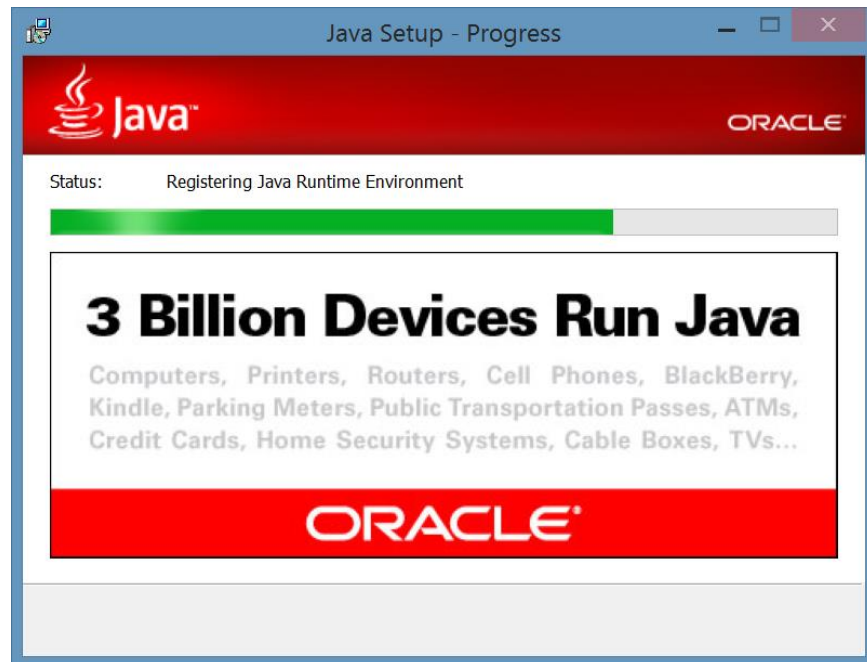 Java Setup - Progress
Java™
ORACLE®
Status: Registering Java Runtime Environment
3 Billion Devices Run Java
Computers, Printers, Routers, Cell Phones, BlackBerry,
Kindle, Parking Meters, Public Transportation Passes, ATMs,
Credit Cards, Home Security Systems, Cable Boxes, TVs...
ORACLE®